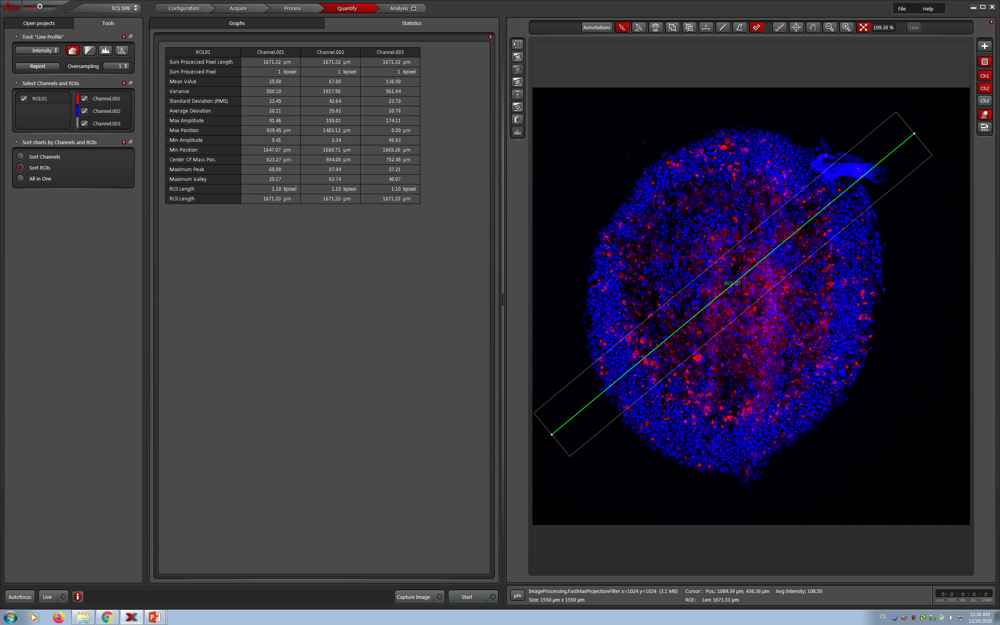 Leica
TCS SP8
Configuration
Acquire
Process
Quantify
Analysis
File
Help
Open projects
Tools
Graphs
Statistics
Annotations
ALL
109.38 %
Live
Tool: "Line Profile"
Intensity
Report
Oversampling
1
Select Channels and ROIs
ROI.01
Channel.001
Channel.002
Channel.003
Sort charts by Channels and ROIs
Sort Channels
Sort ROIs
All in One
ROI.01 Channel.001 Channel.002 Channel.003
Sum Processed Pixel Length 1671.32 µm 1671.32 µm 1671.32 µm
Sum Processed Pixel 1 kpixel 1 kpixel 1 kpixel
Mean Value 25.58 67.08 136.90
Variance 550.10 1817.90 561.84
Standard Deviation (RMS) 23.45 42.64 23.70
Average Deviation 20.11 35.82 20.78
Max Amplitude 91.46 155.01 174.11
Max Position 939.45 µm 1403.12 µm 0.00 µm
Min Amplitude 0.41 3.34 96.83
Min Position 1647.07 µm 1660.71 µm 1665.26 µm
Center Of Mass Pos. 823.27 µm 884.08 µm 752.45 µm
Maximum Peak 65.88 87.94 37.21
Maximum Valley 25.17 63.74 40.07
ROI Length 1.10 kpixel 1.10 kpixel 1.10 kpixel
ROI Length 1671.33 µm 1671.33 µm 1671.33 µm
M
ROI.01
Ch1
Ch2
Ch3
MAX
Autofocus
Live
Capture Image
Start
µm
ImageProcessing.FastMaxProjectionFilter x=1024 y=1024 (3.1 MB) Cursor : Pos.: 1089.39 µm, 436.36 µm Avg Intensity: 108.50
Size: 1550 µm x 1550 µm ROI : Len: 1671.33 µm
0: 0: 0: 0: 0
DAYS HOURS MIN. SEC. 1/1000
CS
11:34 AM
12/16/2020